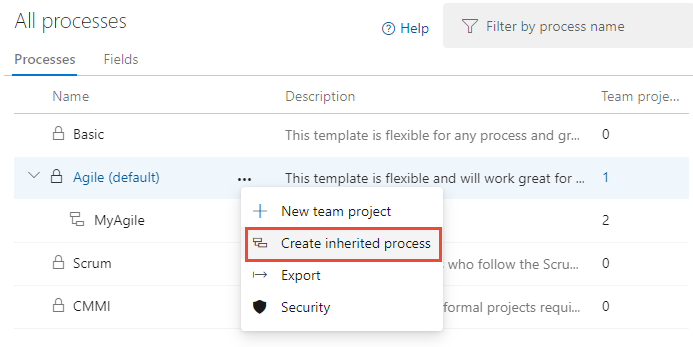 All processes
Help
Filter by process name
Processes Fields
Name Description Team proje...
Basic This template is flexible for any process and gr... 0
Agile (default) ... This template is flexible and will work great for ... 1
New team project
MyAgile 2
Create inherited process
Scrum who follow the Scru... 0
Export
CMMI formal projects requi... 0
Security